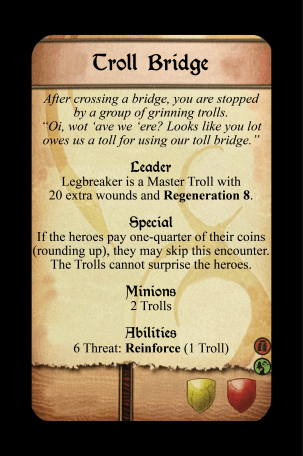 Troll Bridge
After crossing a bridge, you are stopped
by a group of grinning trolls.
“Oi, wot ‘ave we ‘ere? Looks like you lot
owes us a toll for using our toll bridge.”
Leader
Legbreaker is a Master Troll with
20 extra wounds and Regeneration 8.
Special
If the heroes pay one-quarter of their coins
(rounding up), they may skip this encounter.
The Trolls cannot surprise the heroes.
Minions
2 Trolls
Abilities
6 Threat: Reinforce (1 Troll)